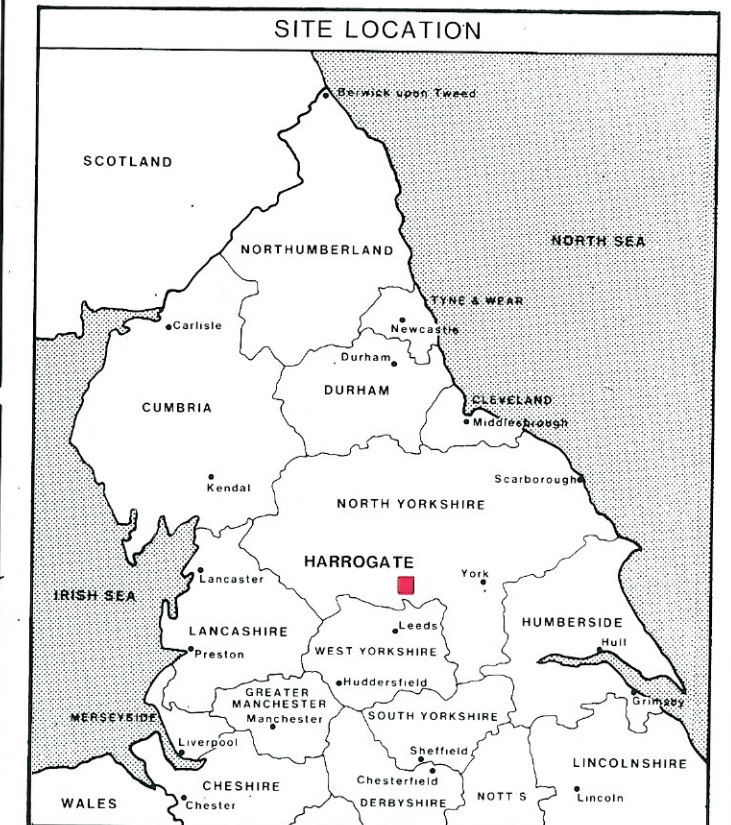 SITE LOCATION
Berwick upon Tweed
SCOTLAND
NORTH SEA
NORTHUMBERLAND
TYNE & WEAR
Carlisle
Newcastle
Durham
DURHAM
CLEVELAND
CUMBRIA
Middlesbrough
Scarborough
Kendal
NORTH YORKSHIRE
HARROGATE
York
Lancaster
IRISH SEA
HUMBERSIDE
Leeds
LANCASHIRE
Hull
WEST YORKSHIRE
Preston
Huddersfield
GREATER
MANCHESTER
Grimsby
MERSEYSIDE
Manchester
SOUTH YORKSHIRE
Liverpool
Sheffield
LINCOLNSHIRE
Chesterfield
CHESHIRE
NOTT'S
Lincoln
WALES
Chester
DERBYSHIRE